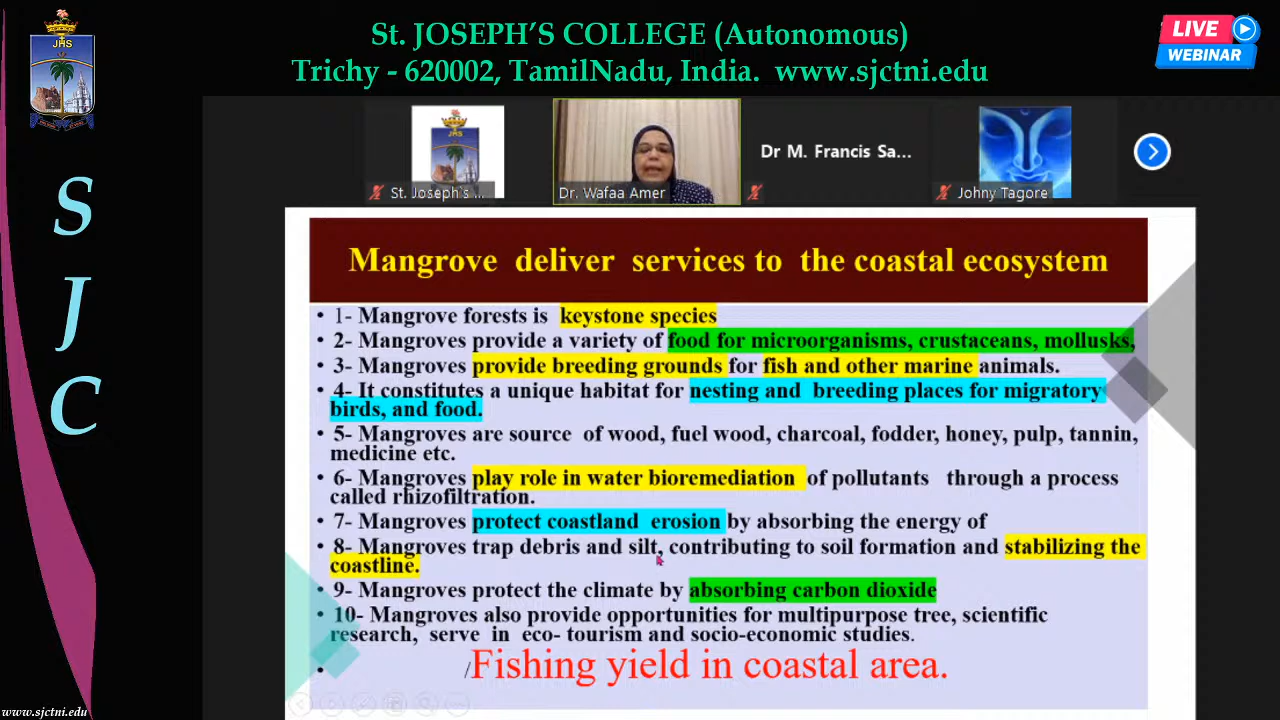 St. JOSEPH'S COLLEGE (Autonomous)
Trichy - 620002, TamilNadu, India. www.sjctni.edu
LIVE
WEBINAR
JHS
S
J
C
JHS
St. Joseph's ...
Dr. Wafaa Amer
Dr M. Francis Sa...
Johny Tagore
Mangrove deliver services to the coastal ecosystem
• 1- Mangrove forests is keystone species
• 2- Mangroves provide a variety of food for microorganisms, crustaceans, mollusks,
• 3- Mangroves provide breeding grounds for fish and other marine animals.
• 4- It constitutes a unique habitat for nesting and breeding places for migratory
birds, and food.
• 5- Mangroves are source of wood, fuel wood, charcoal, fodder, honey, pulp, tannin,
medicine etc.
• 6- Mangroves play role in water bioremediation of pollutants through a process
called rhizofiltration.
• 7- Mangroves protect coastland erosion by absorbing the energy of
• 8- Mangroves trap debris and silt, contributing to soil formation and stabilizing the
coastline.
• 9- Mangroves protect the climate by absorbing carbon dioxide
• 10- Mangroves also provide opportunities for multipurpose tree, scientific
research, serve in eco- tourism and socio-economic studies.
• /Fishing yield in coastal area.
www.sjctni.edu